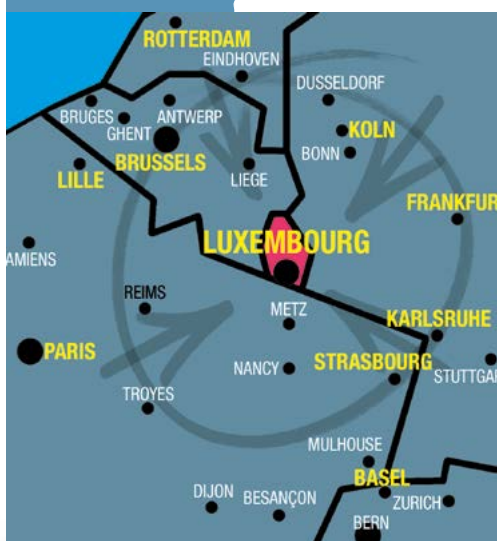 ROTTERDAM
EINDHOVEN
DUSSELDORF
BRUGES
ANTWERP
GHENT
KOLN
BRUSSELS
BONN
LILLE
LIEGE
FRANKFUR
LUXEMBOURG
AMIENS
REIMS
METZ
KARLSRUHE
PARIS
STRASBOURG
NANCY
STUTTGAR
TROYES
MULHOUSE
BASEL
DIJON
BESANÇON
ZURICH
BERN